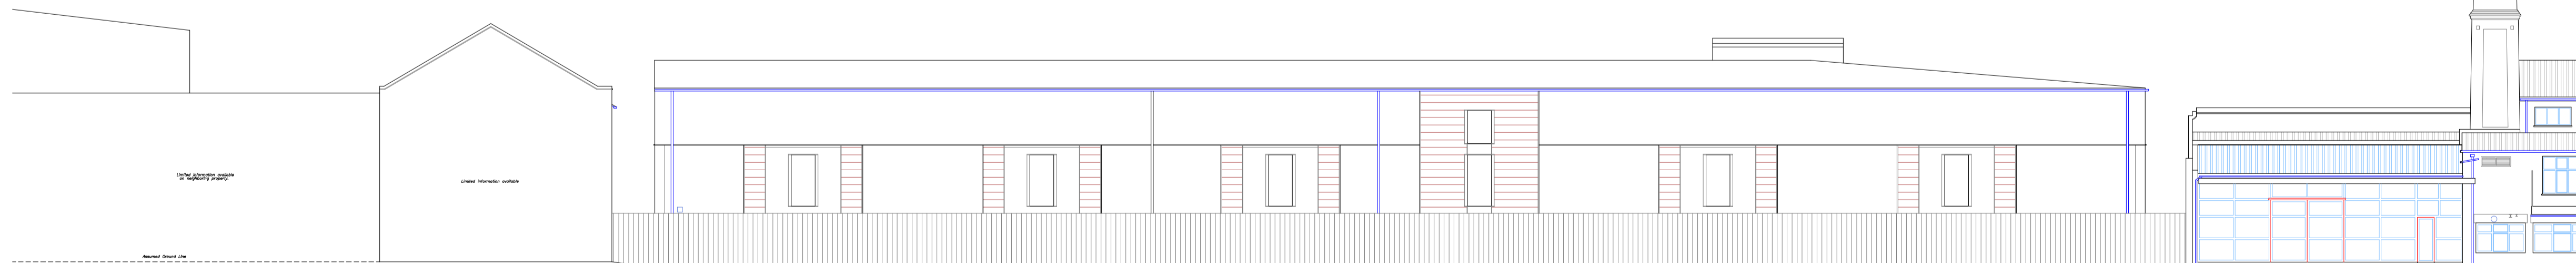 Limited information available
on neighboring property.
Limited information available
Assumed Ground Line